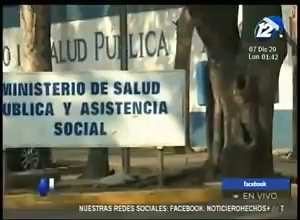 O SALUD PUBLICA
12
07 Dic 20
Lun 01:42
MINISTERIO DE SALUD
UBLICA Y ASISTENCIA
SOCIAL
facebook
EN VIVO
NUESTRAS REDES SOCIALES: FACEBOOK: NOTICIEROHECHOS+ / T